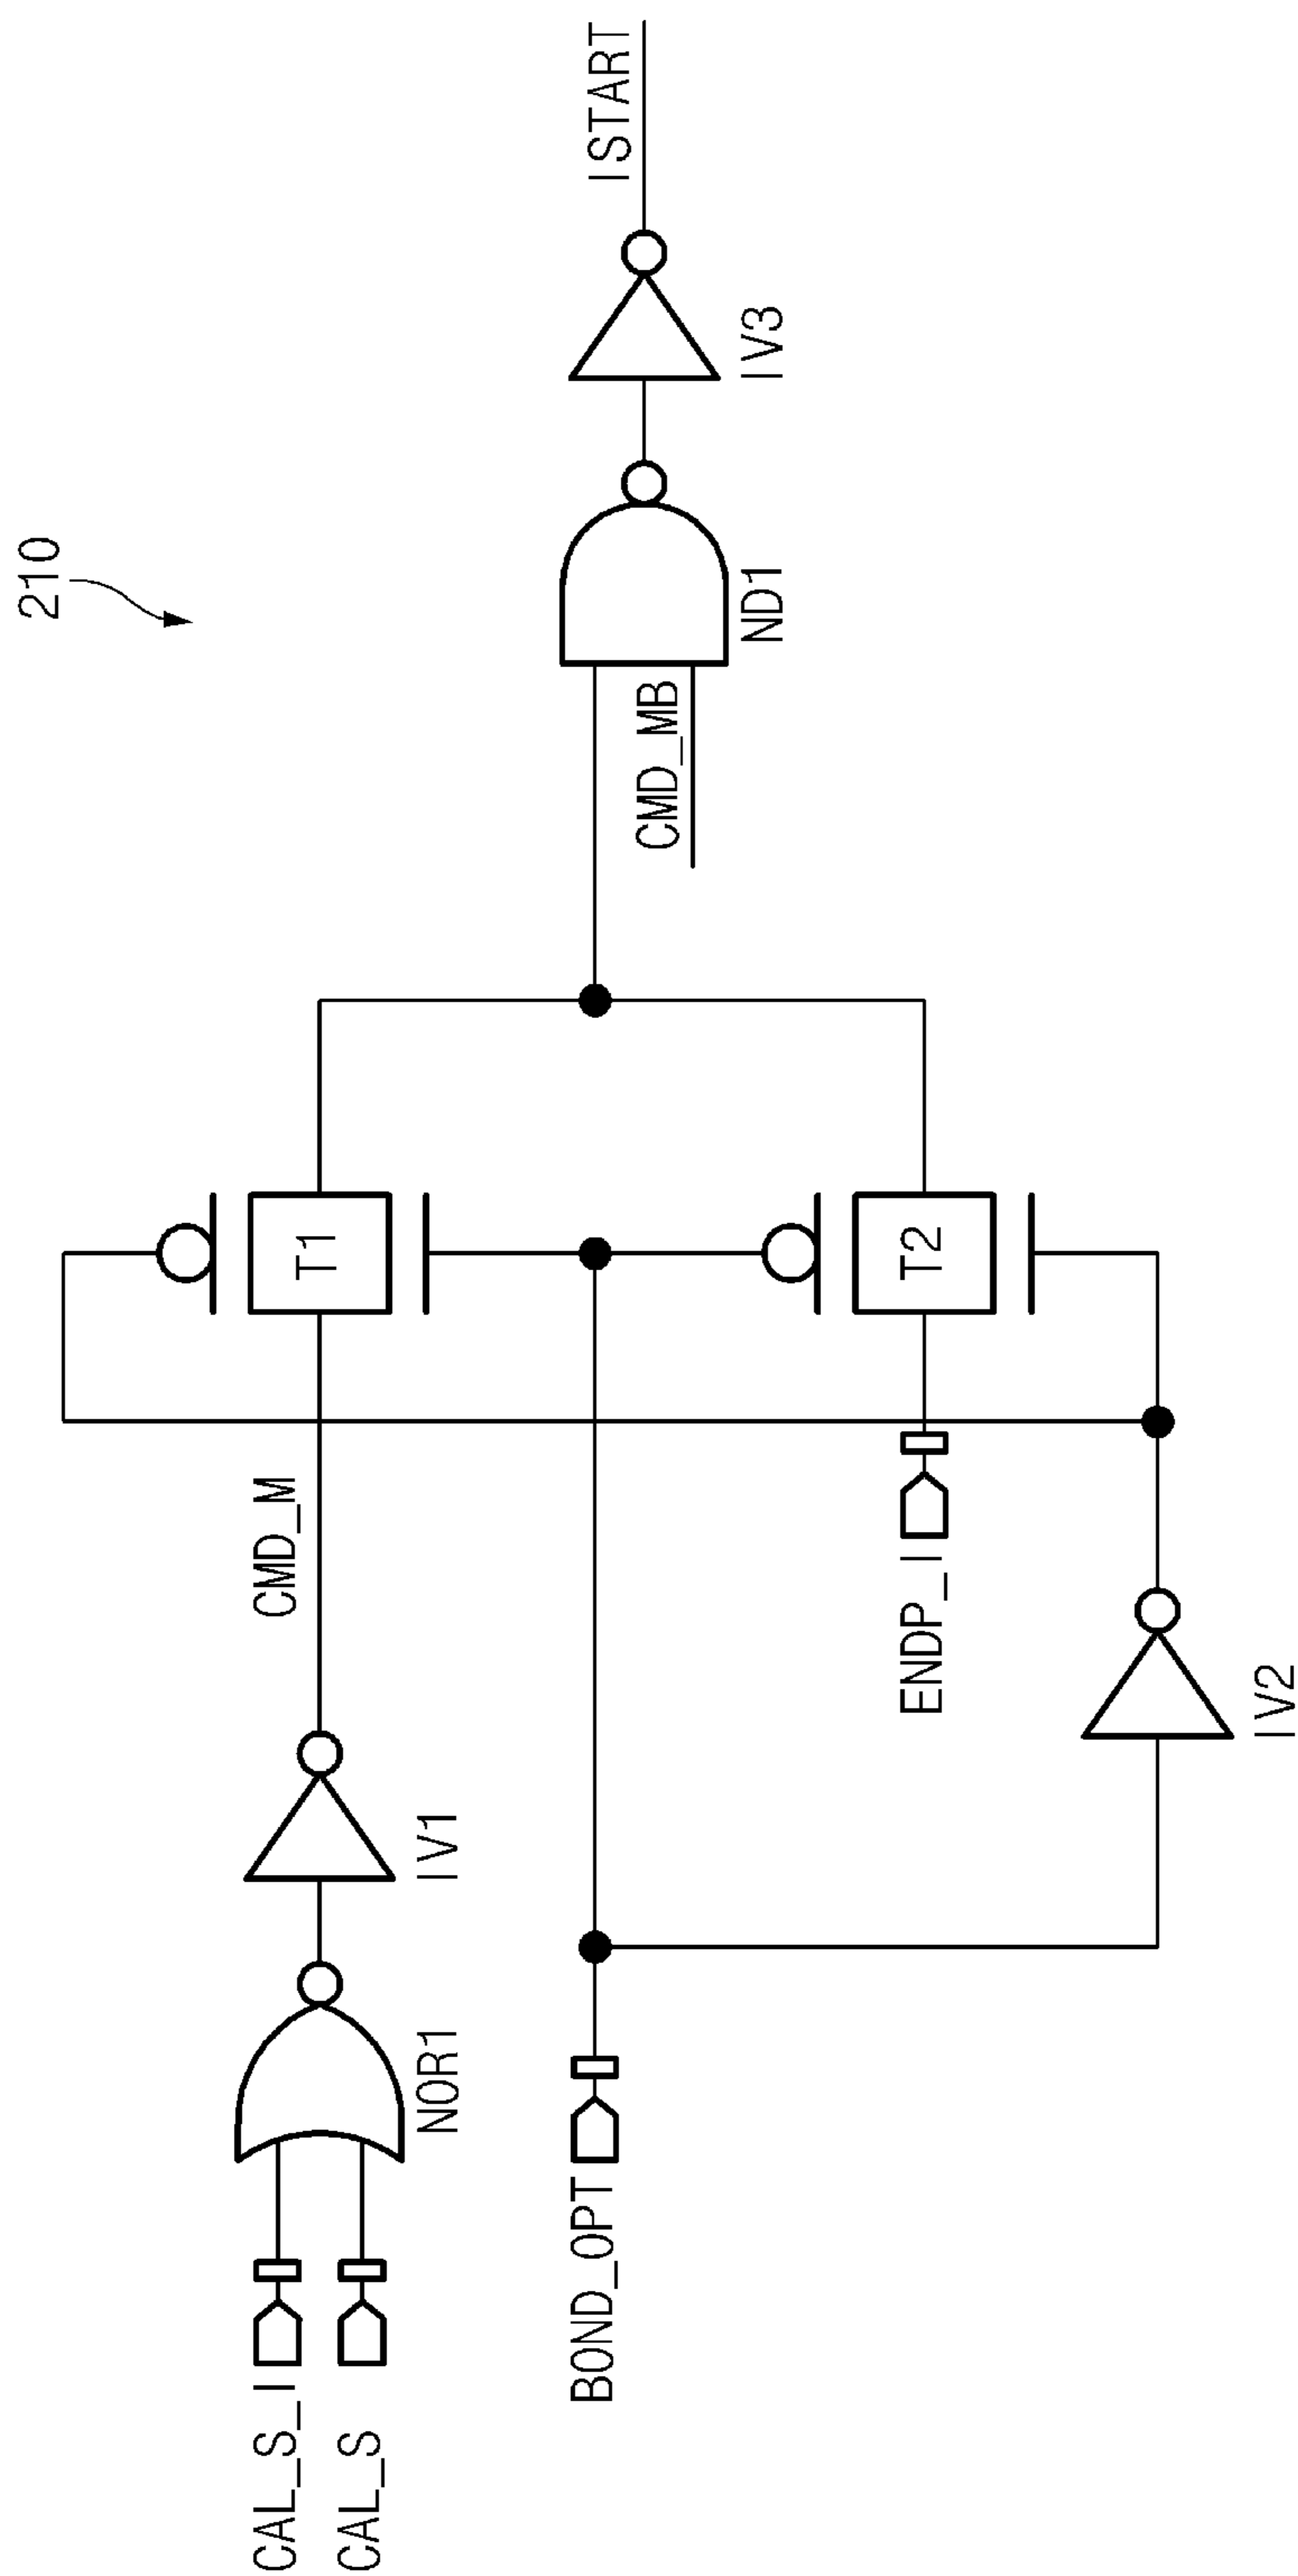 210
CAL_S_I
CAL_S
NOR1
IV1
CMD_M
T1
BOND_OPT
ENDP_I
T2
IV2
CMD_MB
ND1
IV3
ISTART